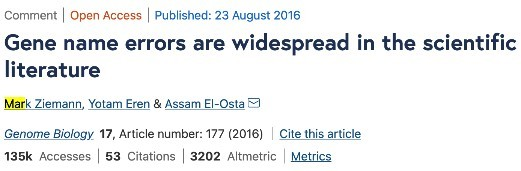 Comment | Open Access | Published: 23 August 2016
Gene name errors are widespread in the scientific
literature
Mark Ziemann, Yotam Eren & Assam El-Osta
Genome Biology 17, Article number: 177 (2016) | Cite this article
135k Accesses | 53 Citations | 3202 Altmetric | Metrics